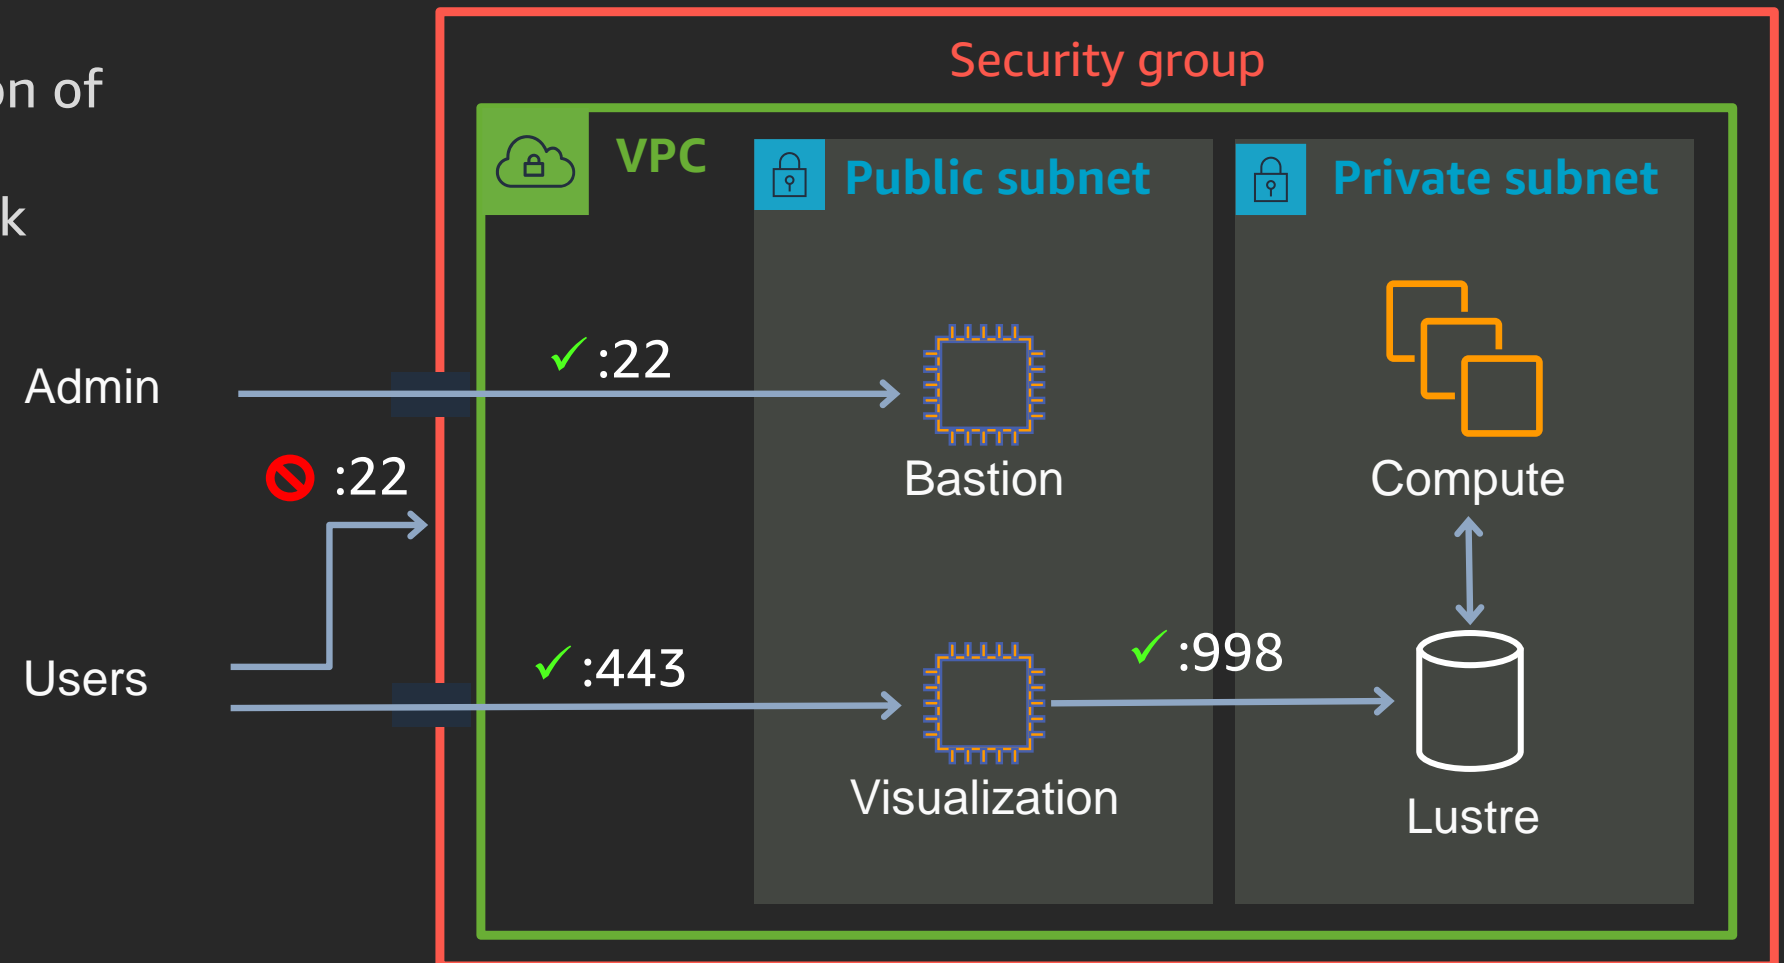 on of
k
Security group
VPC
Public subnet
Private subnet
Admin
:22
Bastion
Compute
:22
Users
:443
:998
Visualization
Lustre